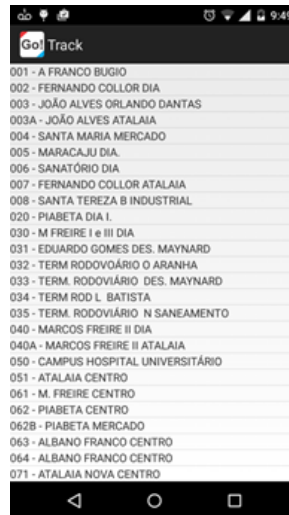 9:49
Go! Track
001 - A FRANCO BUGIO
002 - FERNANDO COLLOR DIA
003 - JOÃO ALVES ORLANDO DANTAS
003A - JOÃO ALVES ATALAIA
004 - SANTA MARIA MERCADO
005 - MARACAJU DIA.
006 - SANATÓRIO DIA
007 - FERNANDO COLLOR ATALAIA
008 - SANTA TEREZA B INDUSTRIAL
020 - PIABETA DIA I.
030 - M FREIRE I e III DIA
031 - EDUARDO GOMES DES. MAYNARD
032 - TERM RODOVOÁRIO O ARANHA
033 - TERM. RODOVIÁRIO DES. MAYNARD
034 - TERM ROD L BATISTA
035 - TERM. RODOVIÁRIO N SANEAMENTO
040 - MARCOS FREIRE II DIA
040A - MARCOS FREIRE II ATALAIA
050 - CAMPUS HOSPITAL UNIVERSITÁRIO
051 - ATALAIA CENTRO
061 - M. FREIRE CENTRO
062 - PIABETA CENTRO
062B - PIABETA MERCADO
063 - ALBANO FRANCO CENTRO
064 - ALBANO FRANCO CENTRO
071 - ATALAIA NOVA CENTRO